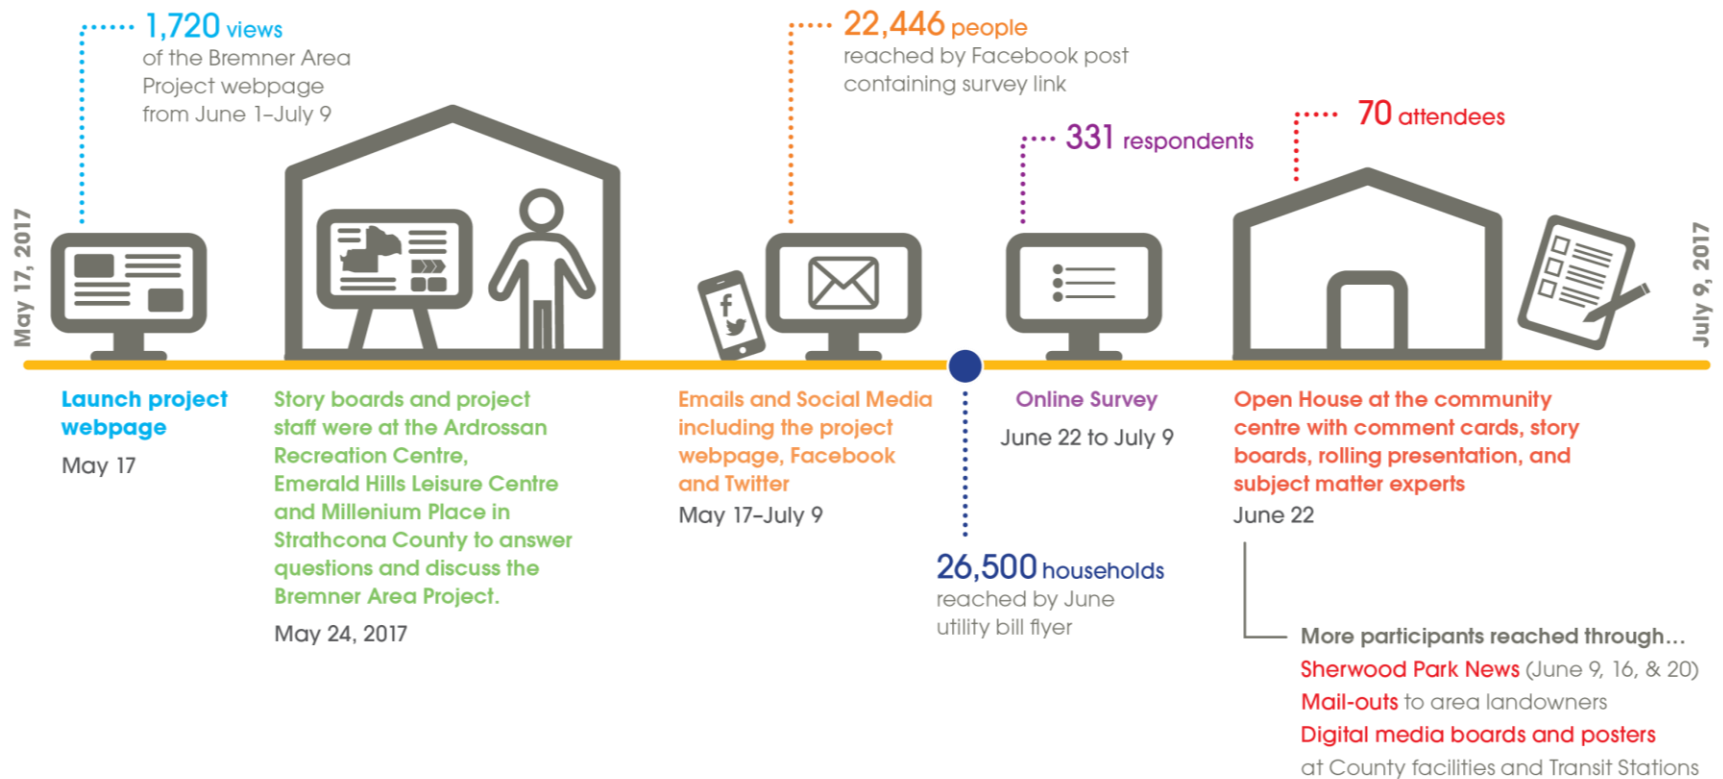 1,720 views
of the Bremner Area
Project webpage
from June 1–July 9
22,446 people
reached by Facebook post
containing survey link
331 respondents
70 attendees
May 17, 2017
July 9, 2017
f
Launch project
webpage
May 17
Story boards and project
staff were at the Ardrossan
Recreation Centre,
Emerald Hills Leisure Centre
and Millenium Place in
Strathcona County to answer
questions and discuss the
Bremner Area Project.
May 24, 2017
Emails and Social Media
including the project
webpage, Facebook
and Twitter
May 17–July 9
26,500 households
reached by June
utility bill flyer
Online Survey
June 22 to July 9
Open House at the community
centre with comment cards, story
boards, rolling presentation, and
subject matter experts
June 22
More participants reached through...
Sherwood Park News (June 9, 16, & 20)
Mail-outs to area landowners
Digital media boards and posters
at County facilities and Transit Stations